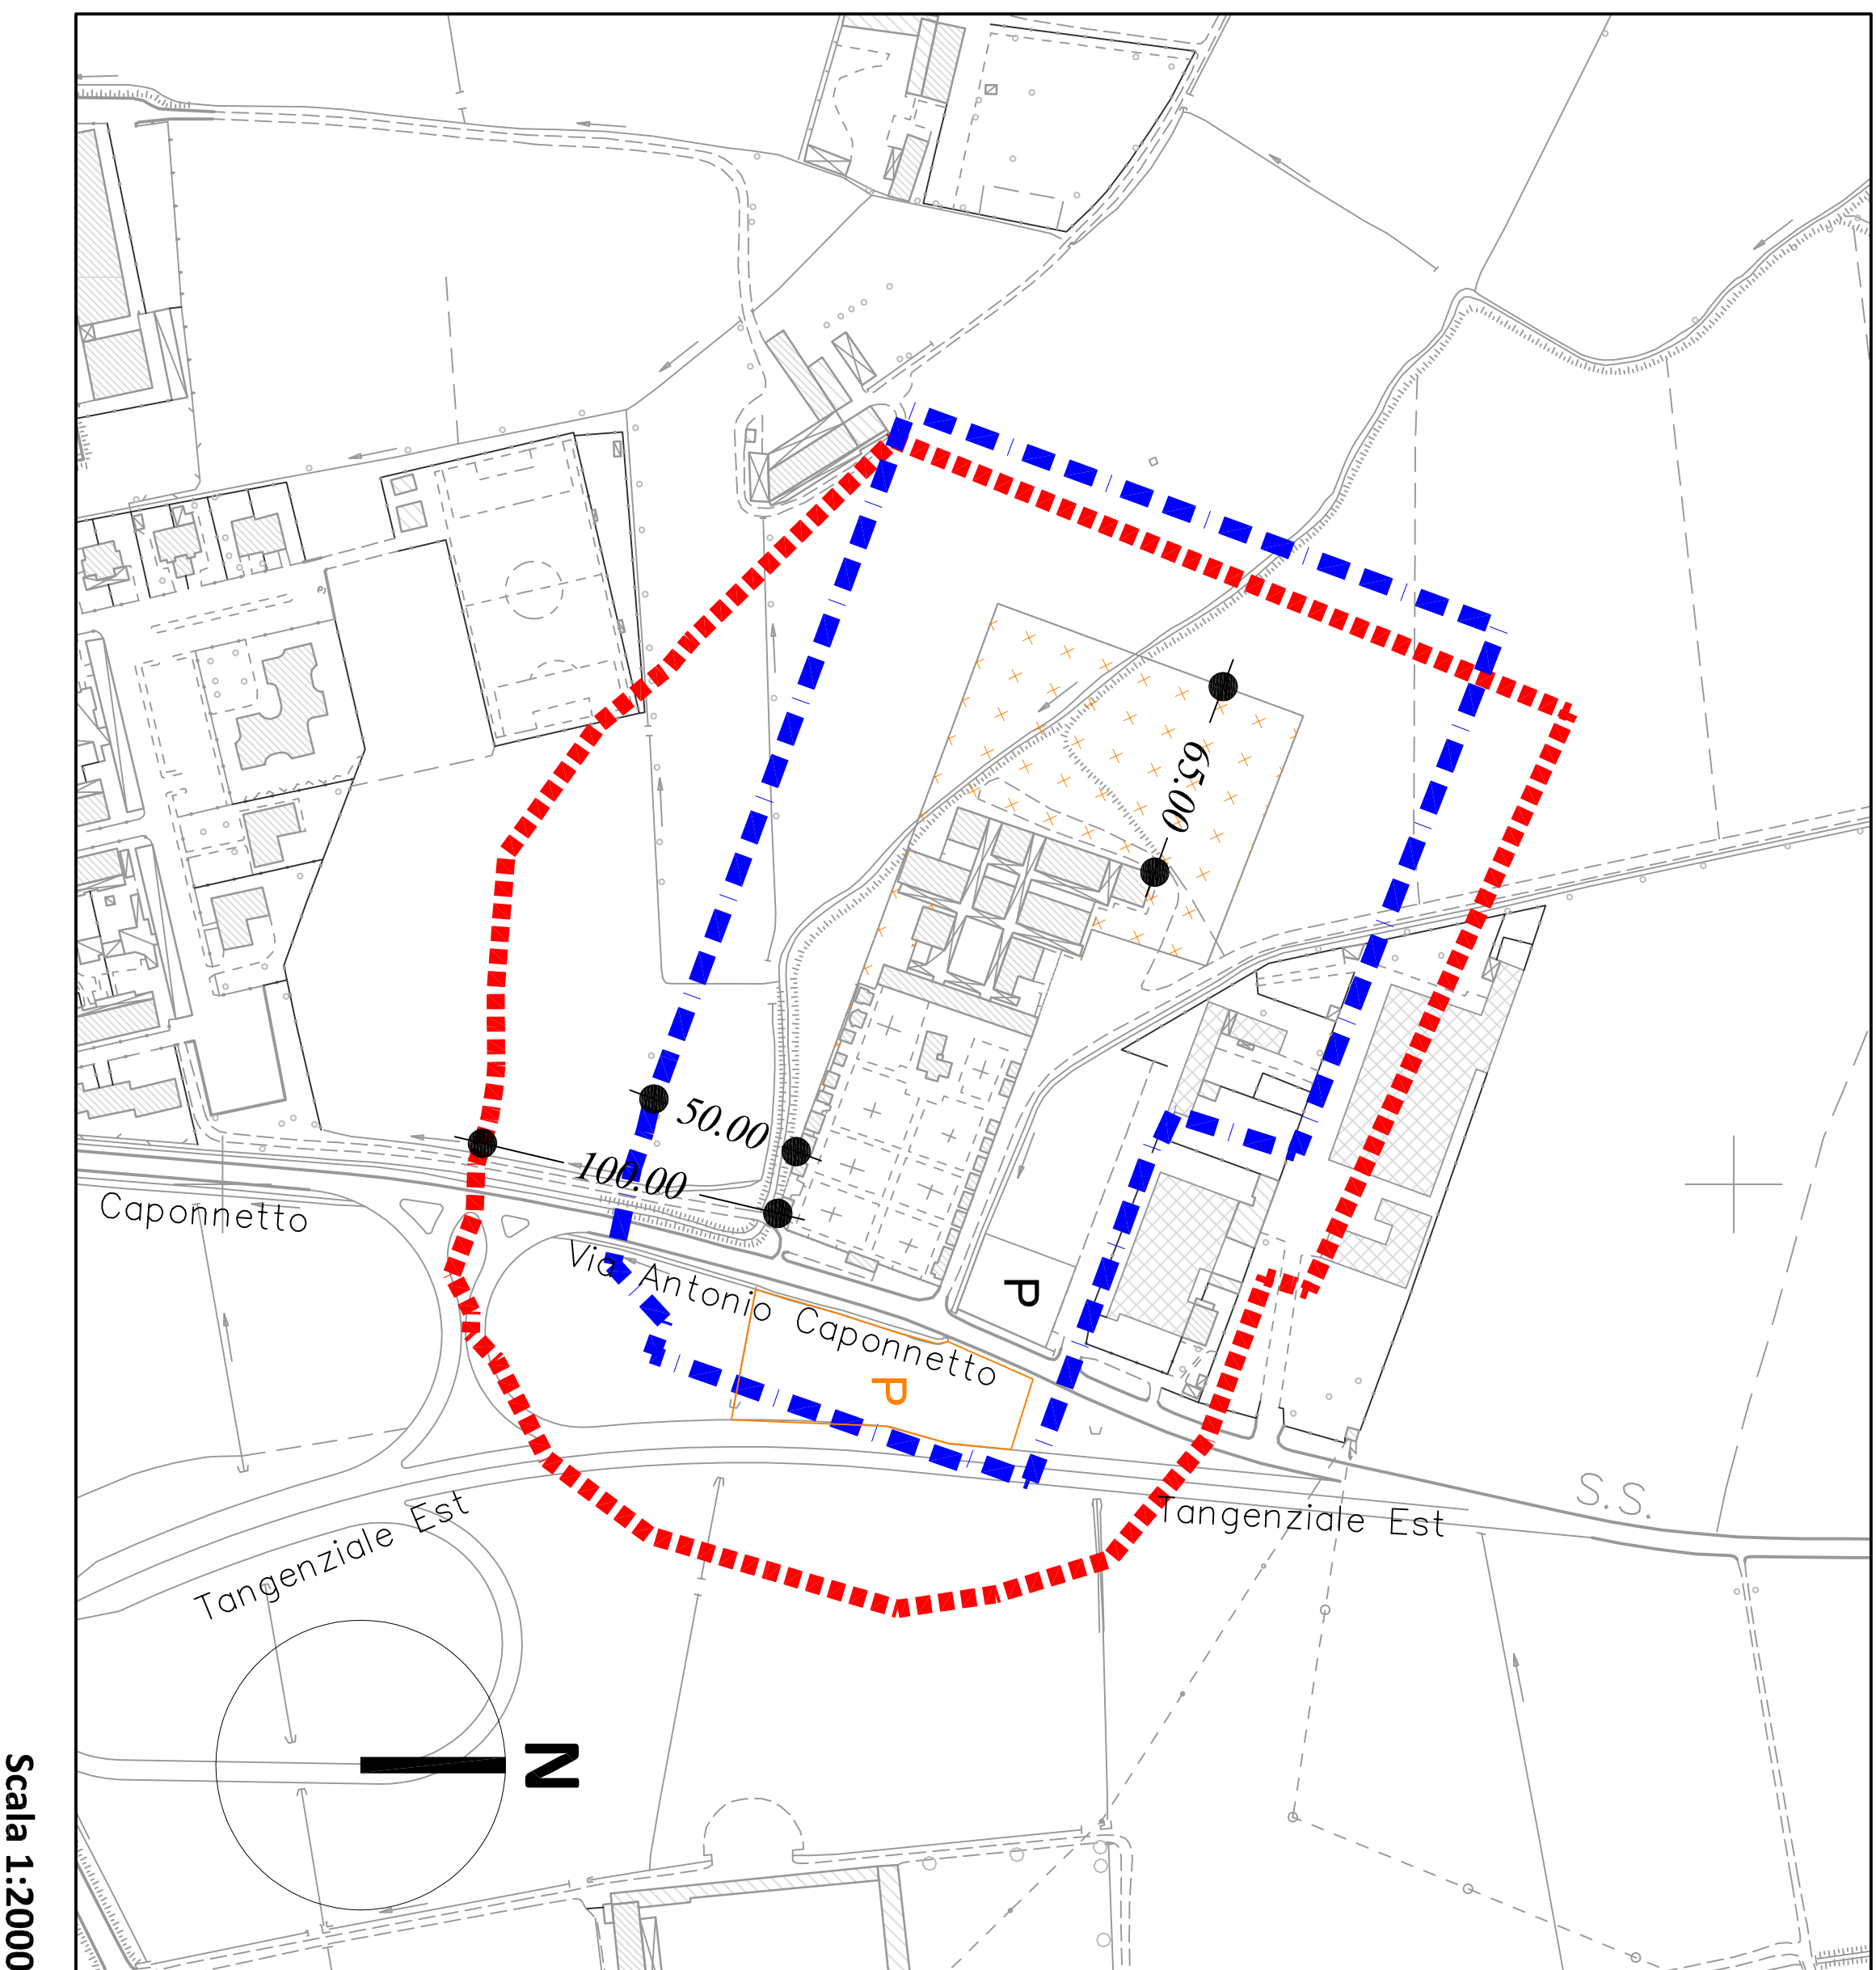 65.00
50.00
100.00
Caponnetto
Via Antonio Caponnetto
P
P
S.S.
Tangenziale Est
Tangenziale Est
N
Scala 1:2000